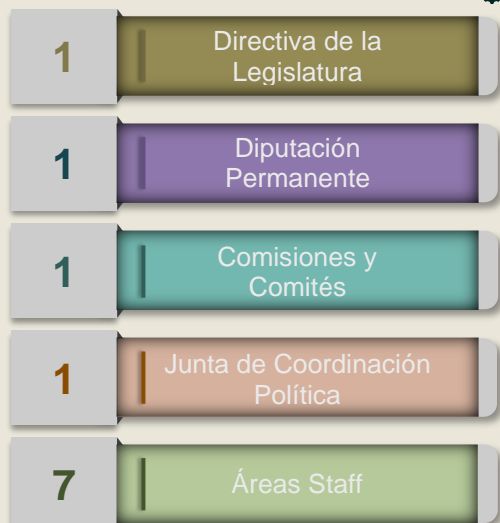 1
Directiva de la
Legislatura
1
Diputación
Permanente
1
Comisiones y
Comités
1
Junta de Coordinación
Política
7
Áreas Staff